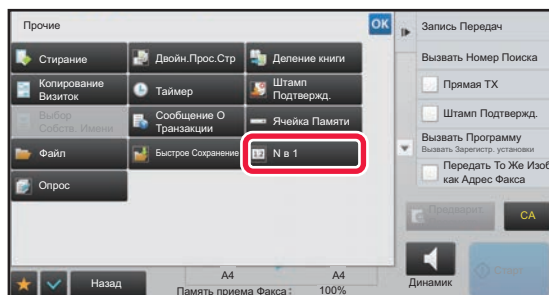 Прочие
OK
Стирание
Двойн.Прос.Стр
Деление книги
Копирование
Визиток
Таймер
Штамп
Подтвержд.
Выбор
Собств. Имени
Сообщение О
Транзакции
Ячейка Памяти
Файл
Быстрое Сохранение
N в 1
Опрос
Назад
A4
A4
Память приема Факса:
100%
Запись Передач
Вызвать Номер Поиска
Прямая TX
Штамп Подтвержд.
Вызвать Программу
Вызвать Зарегистр. установки
Передать То Же Изоб
как Адрес Факса
CA
Динамик
Старт